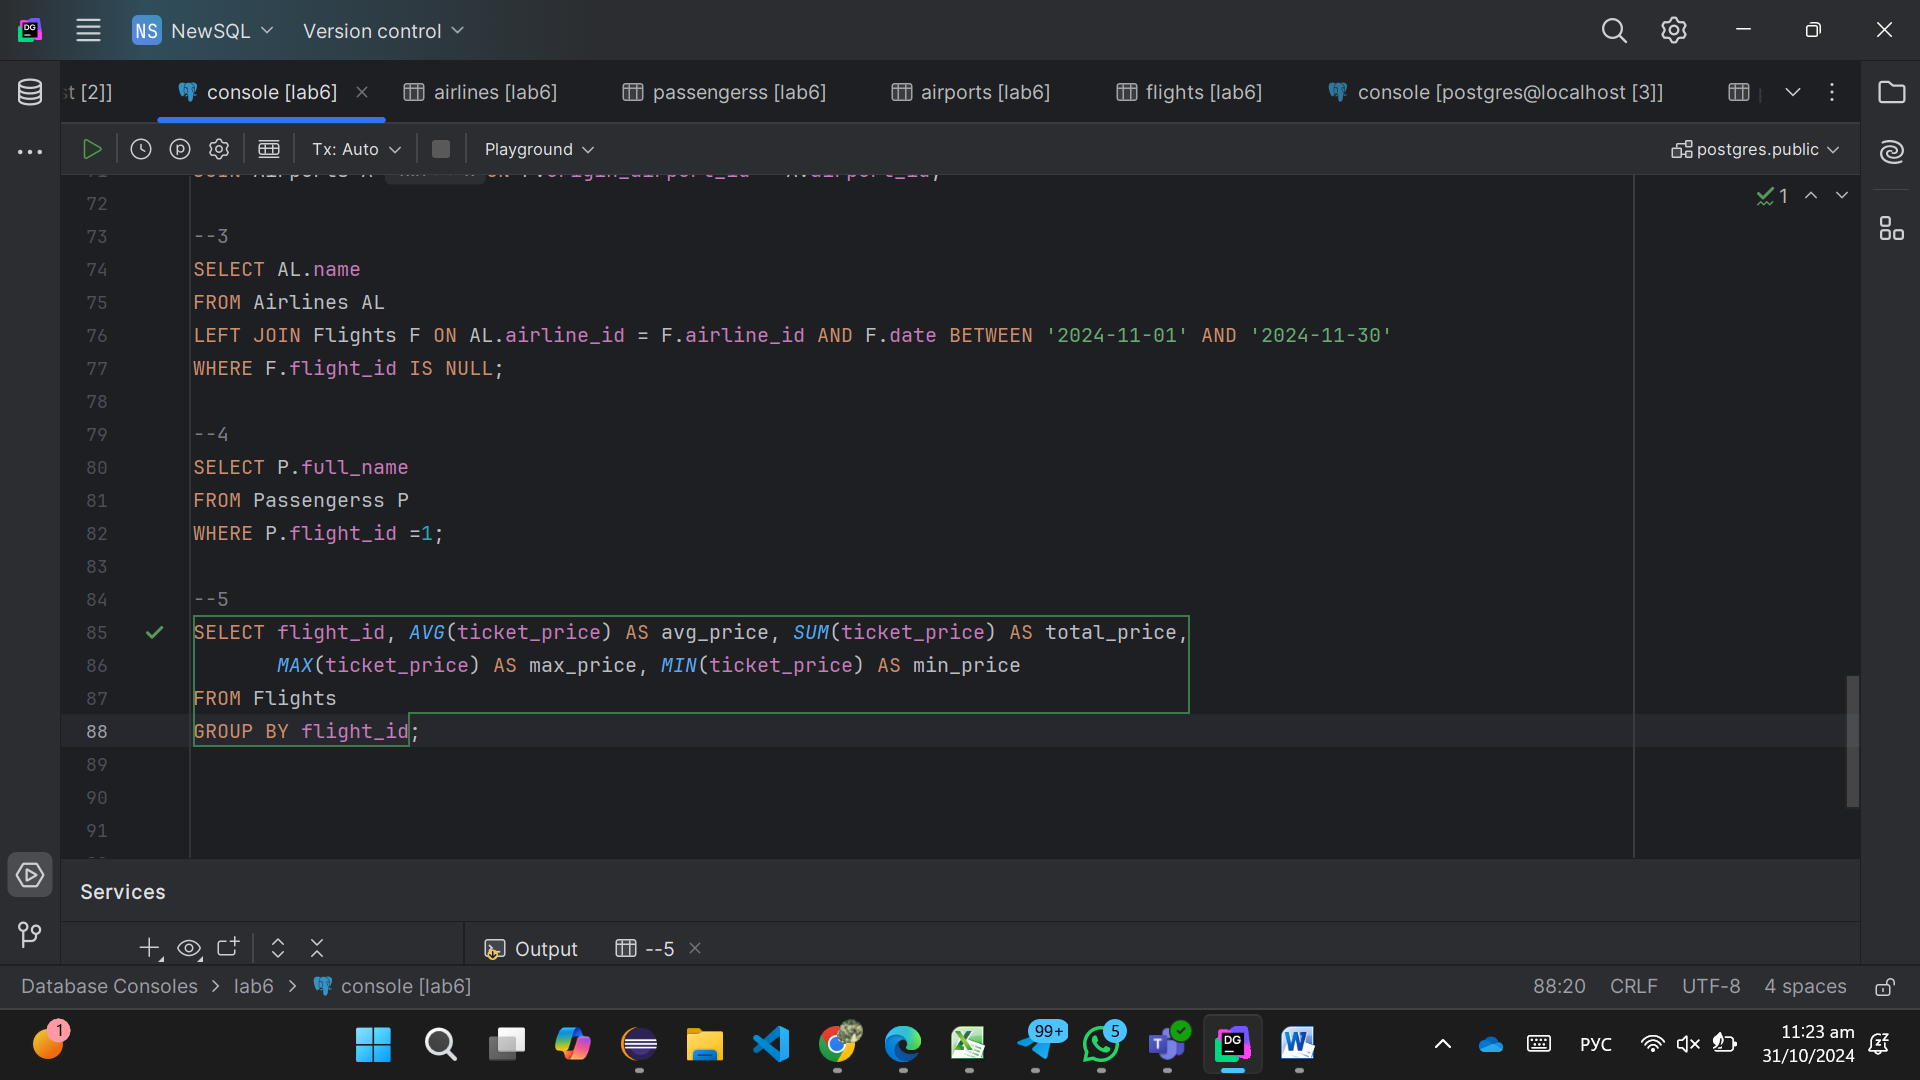 NS NewSQL Version control
st [2]] console [lab6] airlines [lab6] passengerss [lab6] airports [lab6] flights [lab6] console [postgres@localhost [3]]
Tx: Auto Playground postgres.public
1
72
73 --3
74 SELECT AL.name
75 FROM Airlines AL
76 LEFT JOIN Flights F ON AL.airline_id = F.airline_id AND F.date BETWEEN '2024-11-01' AND '2024-11-30'
77 WHERE F.flight_id IS NULL;
78
79 --4
80 SELECT P.full_name
81 FROM Passengerss P
82 WHERE P.flight_id =1;
83
84 --5
85 SELECT flight_id, AVG(ticket_price) AS avg_price, SUM(ticket_price) AS total_price,
86 MAX(ticket_price) AS max_price, MIN(ticket_price) AS min_price
87 FROM Flights
88 GROUP BY flight_id;
89
90
91
Services
Output --5
Database Consoles lab6 console [lab6] 88:20 CRLF UTF-8 4 spaces
1 99+ 5 DG РУС 11:23 am
31/10/2024